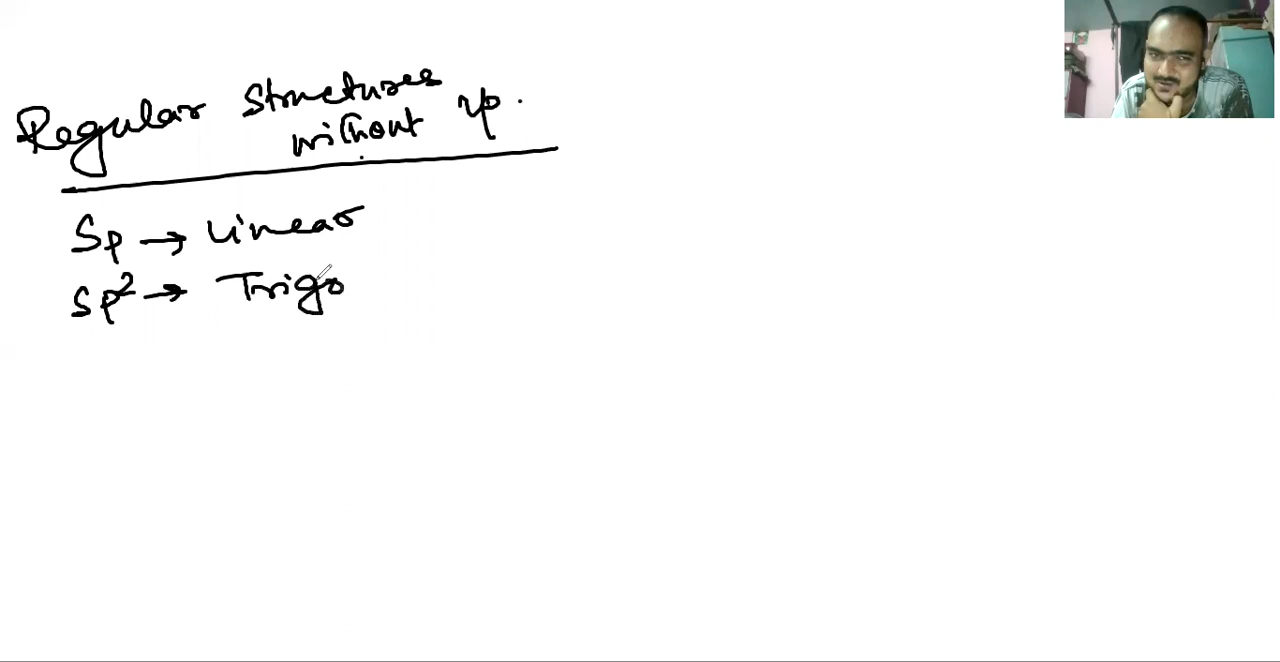 Regular Structures
without lp.
Sp → Linear
Sp² → Trigo